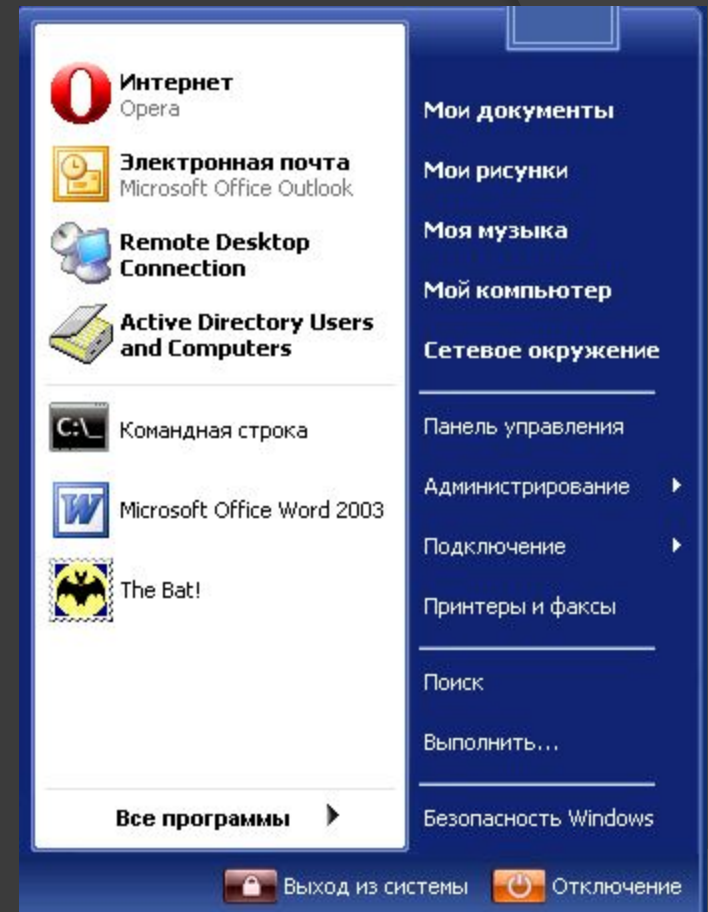 Интернет
Opera
Электронная почта
Microsoft Office Outlook
Remote Desktop
Connection
Active Directory Users
and Computers
C:\_
Командная строка
Microsoft Office Word 2003
The Bat!
Все программы
Мои документы
Мои рисунки
Моя музыка
Мой компьютер
Сетевое окружение
Панель управления
Администрирование
Подключение
Принтеры и факсы
Поиск
Выполнить...
Безопасность Windows
Выход из системы
Отключение